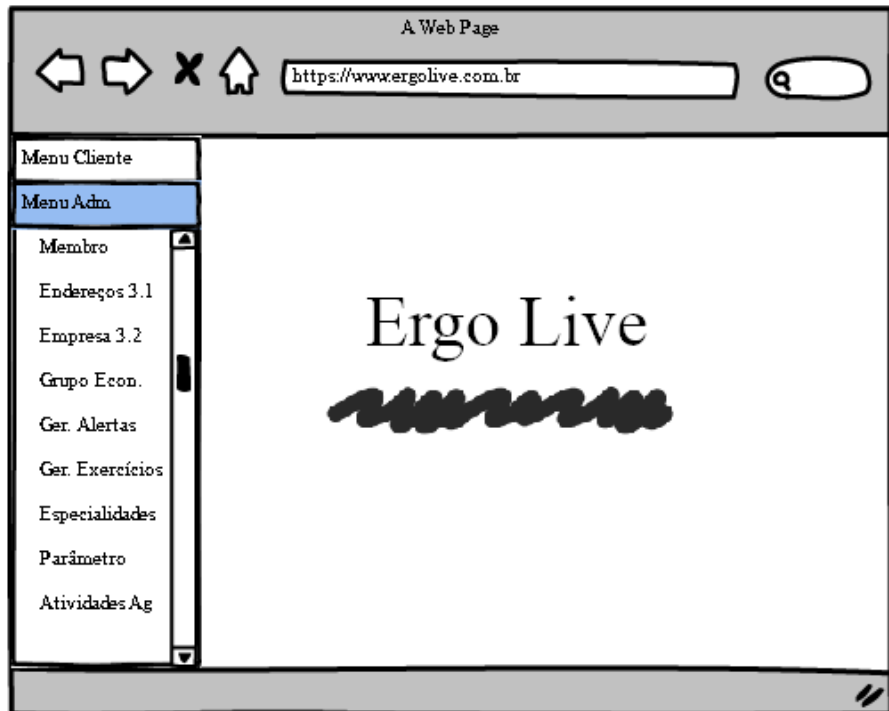 A Web Page
https://www.ergolive.com.br
Menu Cliente
Menu Adm
Membro
Endereços 3.1
Empresa 3.2
Grupo Econ.
Ger. Alertas
Ger. Exercícios
Especialidades
Parâmetro
Atividades Ag
Ergo Live